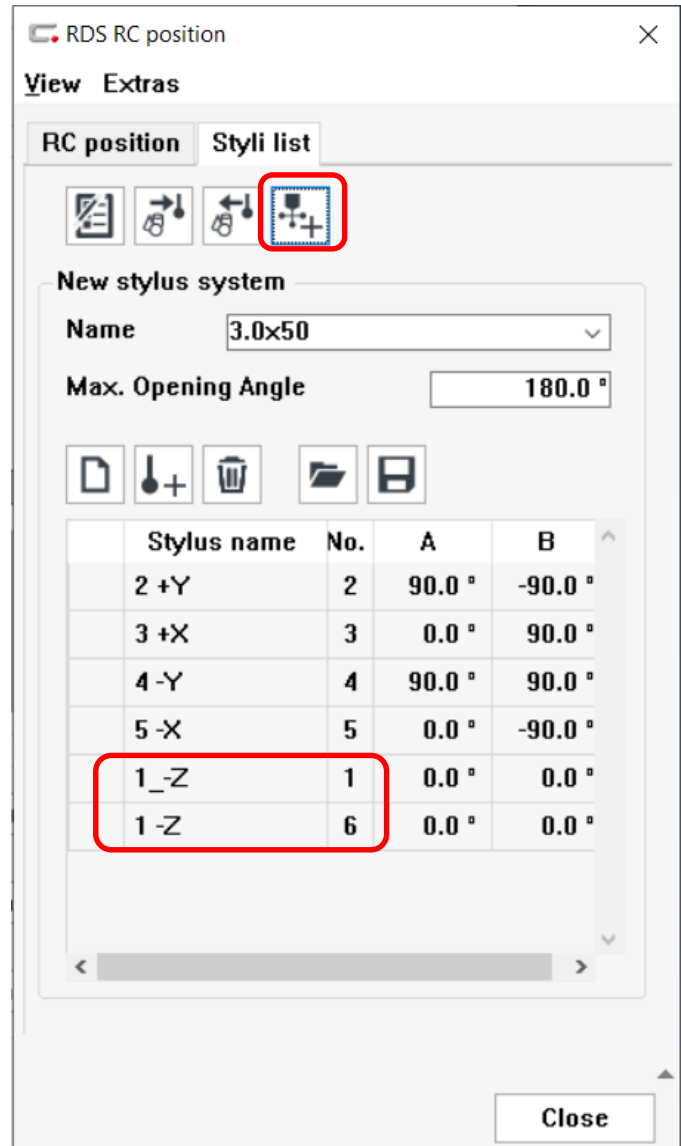 RDS RC position
View Extras
RC position Styli list
New stylus system
Name 3.0x50
Max. Opening Angle 180.0 °
Stylus name No. A B
2 +Y 2 90.0 ° -90.0 °
3 +X 3 0.0 ° 90.0 °
4 -Y 4 90.0 ° 90.0 °
5 -X 5 0.0 ° -90.0 °
1_-Z 1 0.0 ° 0.0 °
1 -Z 6 0.0 ° 0.0 °
Close